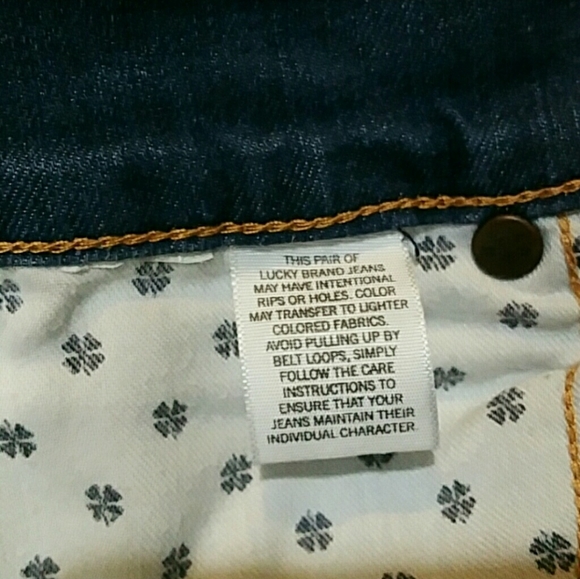 THIS PAIR OF
LUCKY BRAND JEANS
MAY HAVE INTENTIONAL
RIPS OR HOLES. COLOR
MAY TRANSFER TO LIGHTER
COLORED FABRICS.
AVOID PULLING UP BY
BELT LOOPS, SIMPLY
FOLLOW THE CARE
INSTRUCTIONS TO
ENSURE THAT YOUR
JEANS MAINTAIN THEIR
INDIVIDUAL CHARACTER.